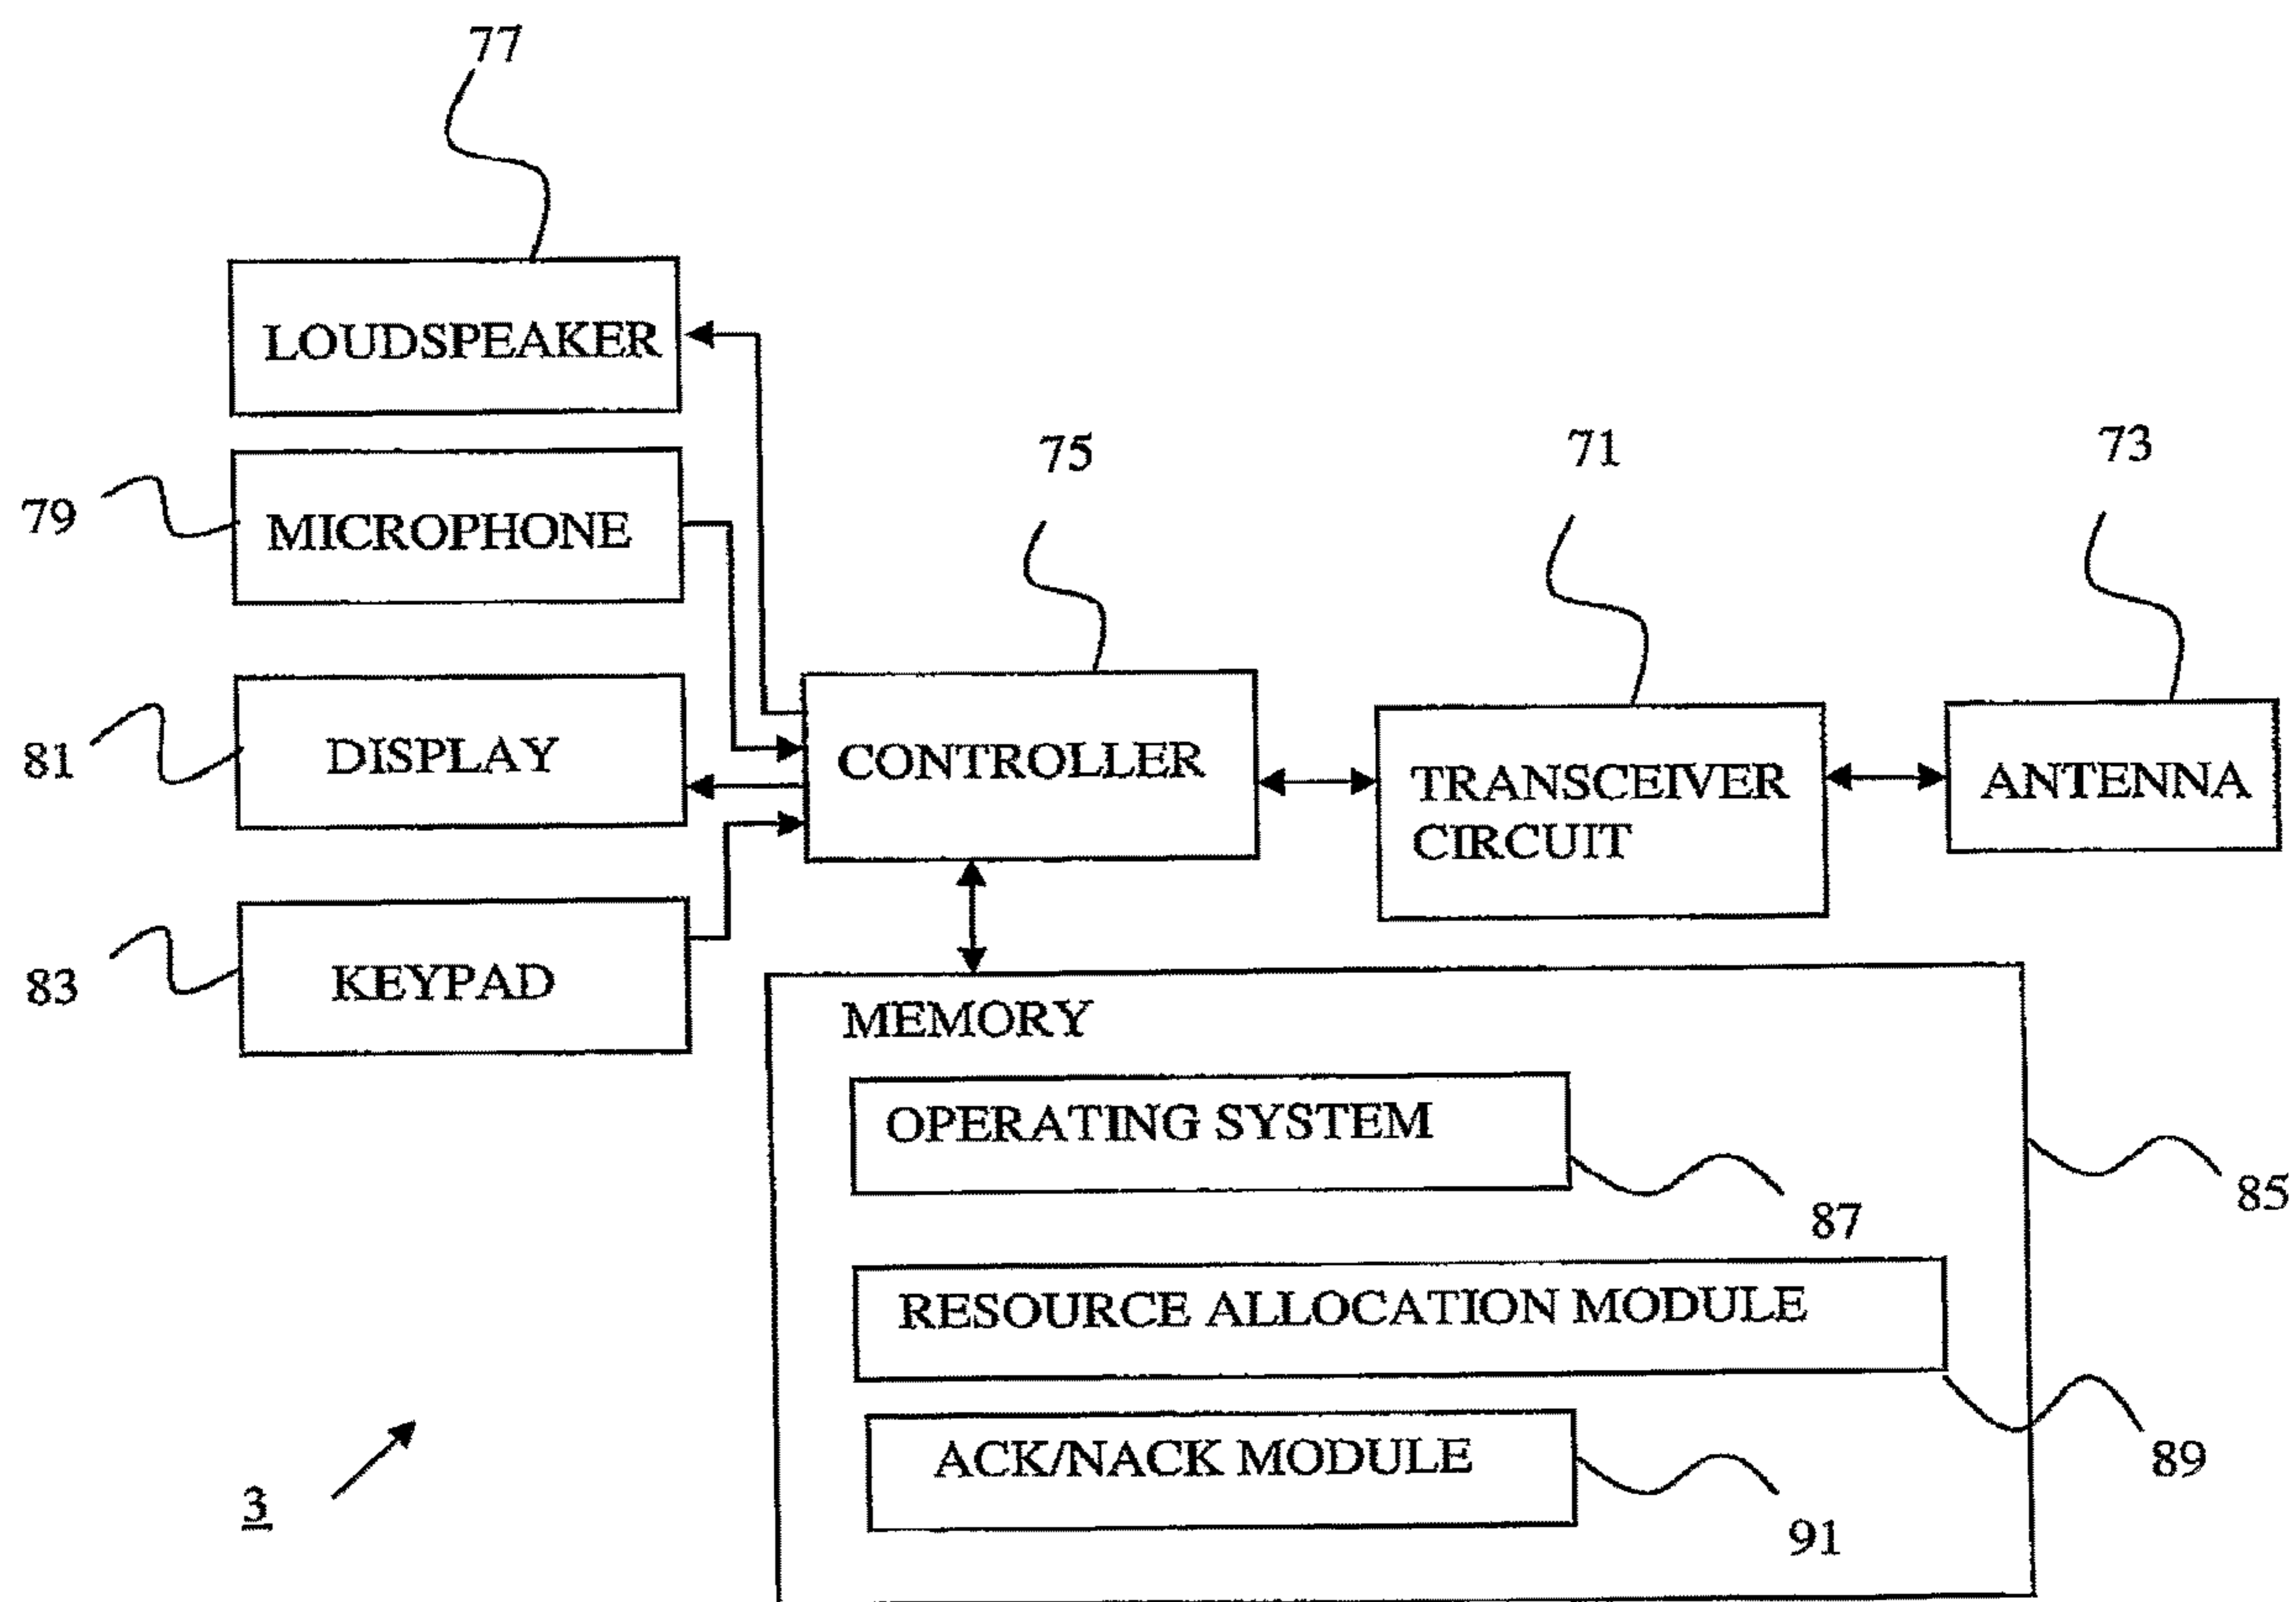 77
LOUDSPEAKER
75
71
73
79
MICROPHONE
81
DISPLAY
CONTROLLER
TRANSCEIVER
CIRCUIT
ANTENNA
83
KEYPAD
MEMORY
OPERATING SYSTEM
85
87
RESOURCE ALLOCATION MODULE
89
ACK/NACK MODULE
91
3